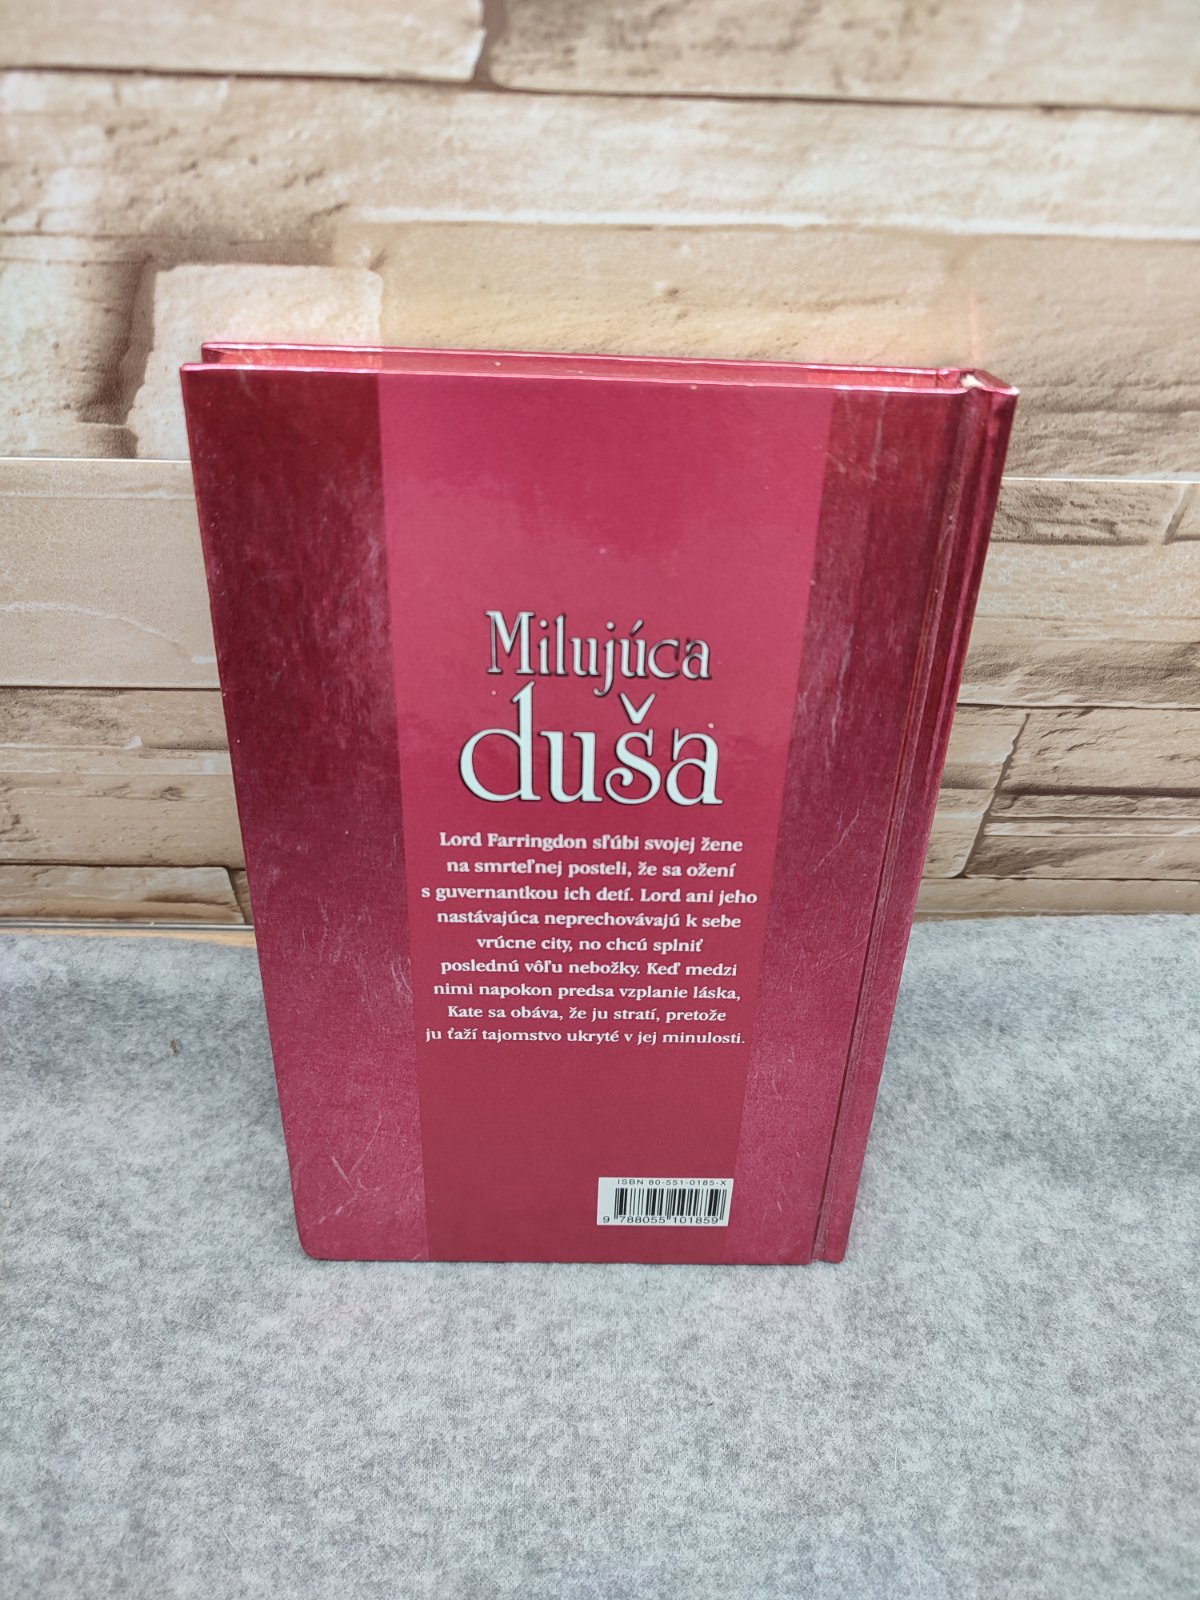 Milujúca
duša
Lord Farringdon sľúbi svojej žene
na smrteľnej posteli, že sa ožení
s guvernantkou ich detí. Lord ani jeho
nastávajúca neprechovávajú k sebe
vrúcne city, no chcú splniť
poslednú vôľu nebožky. Keď medzi
nimi napokon predsa vzplanie láska,
Kate sa obáva, že ju stratí, pretože
ju ťaží tajomstvo ukryté v jej minulosti.
ISBN 80-551-0185-X
9 788055 101859